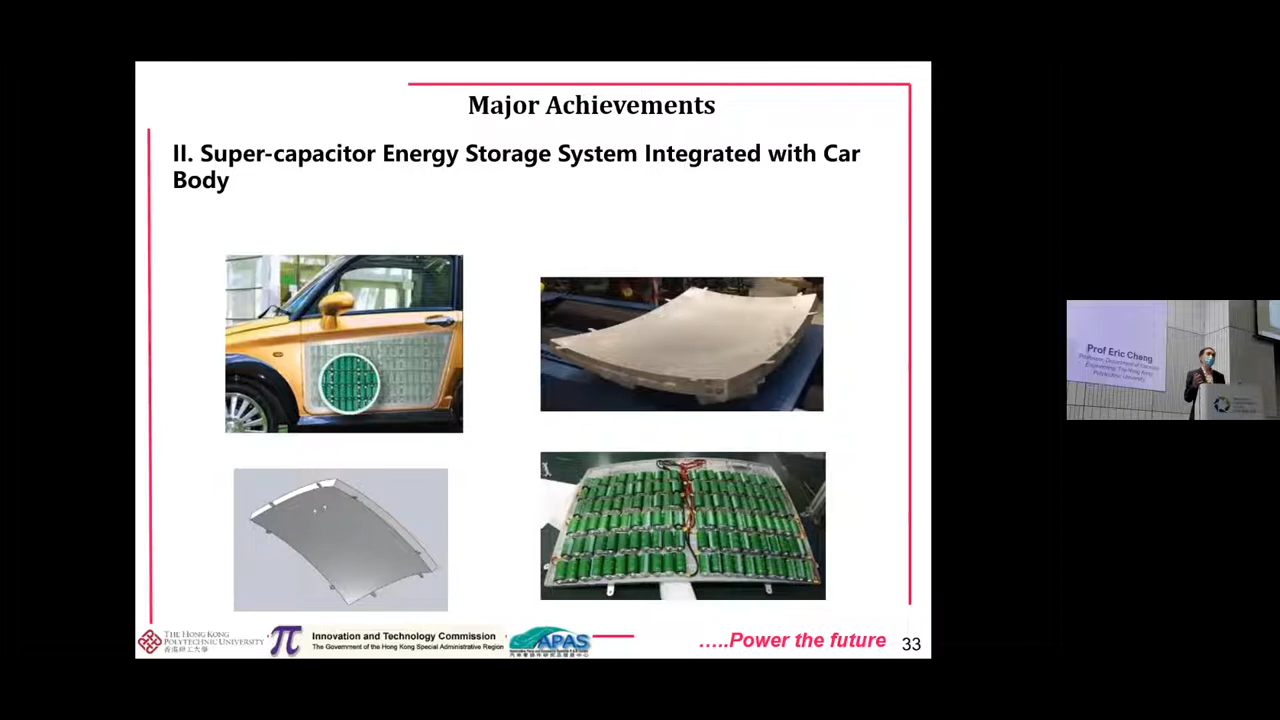 Major Achievements
II. Super-capacitor Energy Storage System Integrated with Car
Body
THE HONG KONG
POLYTECHNIC UNIVERSITY
香港理工大學
π
Innovation and Technology Commission
The Government of the Hong Kong Special Administrative Region
APAS
.....Power the future
33
Prof Eric Cheng
Polytechnic University